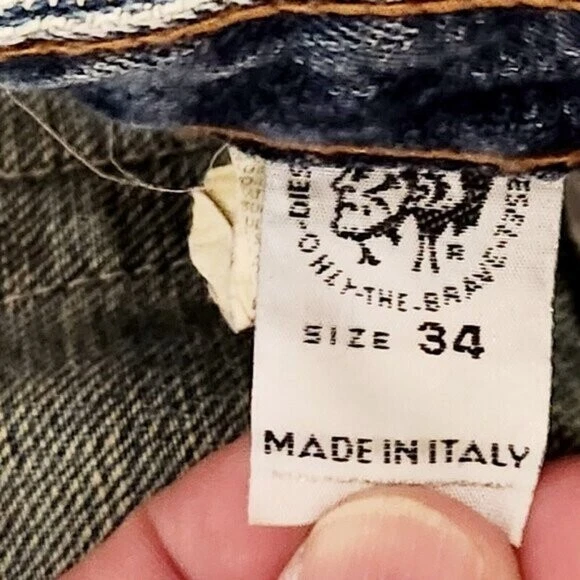 ONLY-THE-BRAVE
R
SIZE 34
MADE IN ITALY